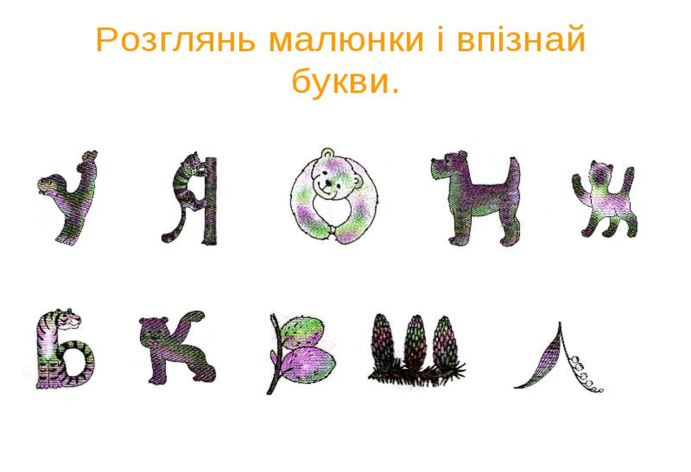 Розглянь малюнки і впізнай
букви.
У Я О Н И
Б К В Ш Л